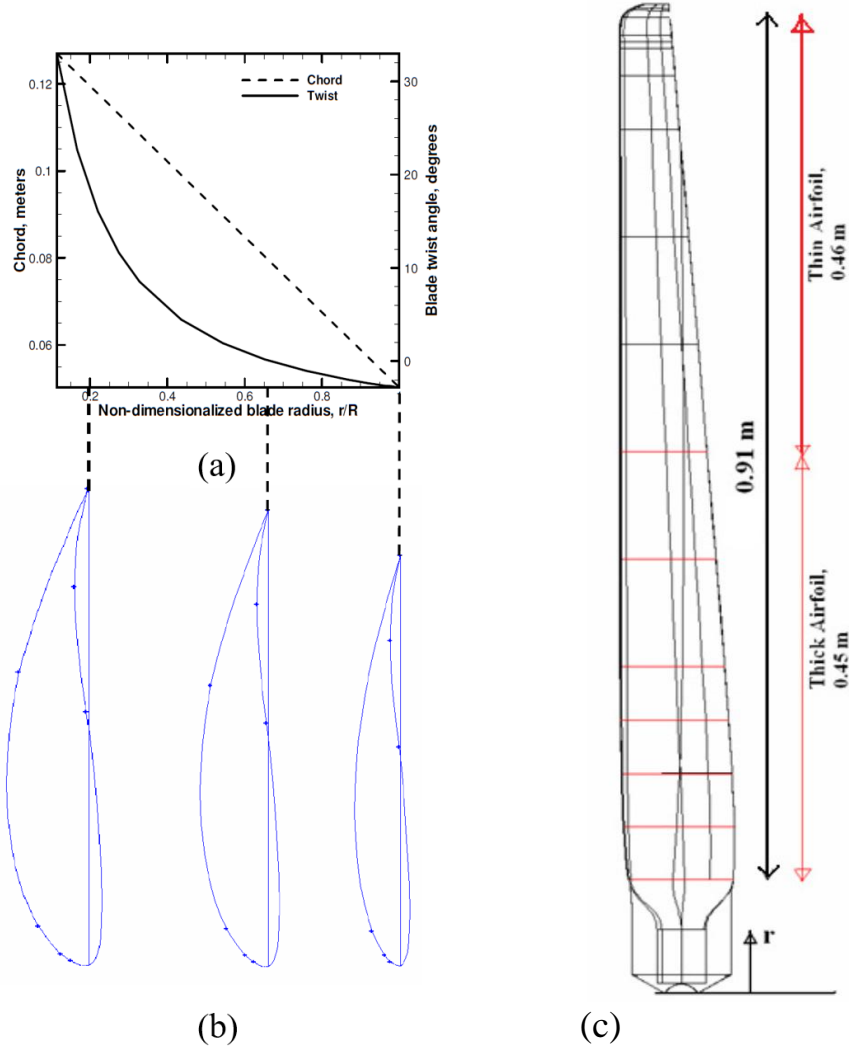 Chord
Twist
0.12
0.1
0.08
0.06
Chord, meters
30
20
10
0
Blade twist angle, degrees
0.2
0.4
0.6
0.8
Non-dimensionalized blade radius, r/R
(a)
(b)
0.91 m
Thin Airfoil,
0.46 m
Thick Airfoil,
0.45 m
r
(c)